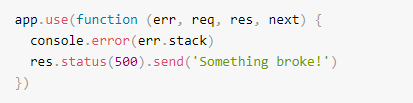 app.use(function (err, req, res, next) {
  console.error(err.stack)
  res.status(500).send('Something broke!')
})